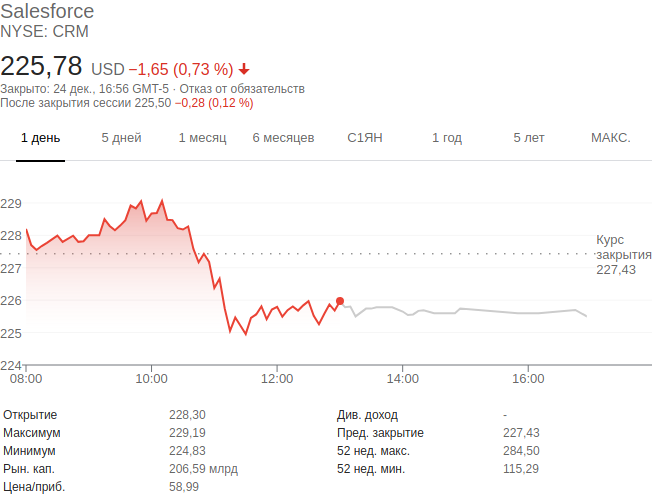 Salesforce
NYSE: CRM
225,78 USD −1,65 (0,73 %)
Закрыто: 24 дек., 16:56 GMT-5 · Отказ от обязательств
После закрытия сессии 225,50 −0,28 (0,12 %)
1 день 5 дней 1 месяц 6 месяцев С1ЯН 1 год 5 лет МАКС.
229
228
227
226
225
224
Курс
закрытия
227,43
08:00 10:00 12:00 14:00 16:00
Открытие 228,30 Див. доход -
Максимум 229,19 Пред. закрытие 227,43
Минимум 224,83 52 нед. макс. 284,50
Рын. кап. 206,59 млрд 52 нед. мин. 115,29
Цена/приб. 58,99